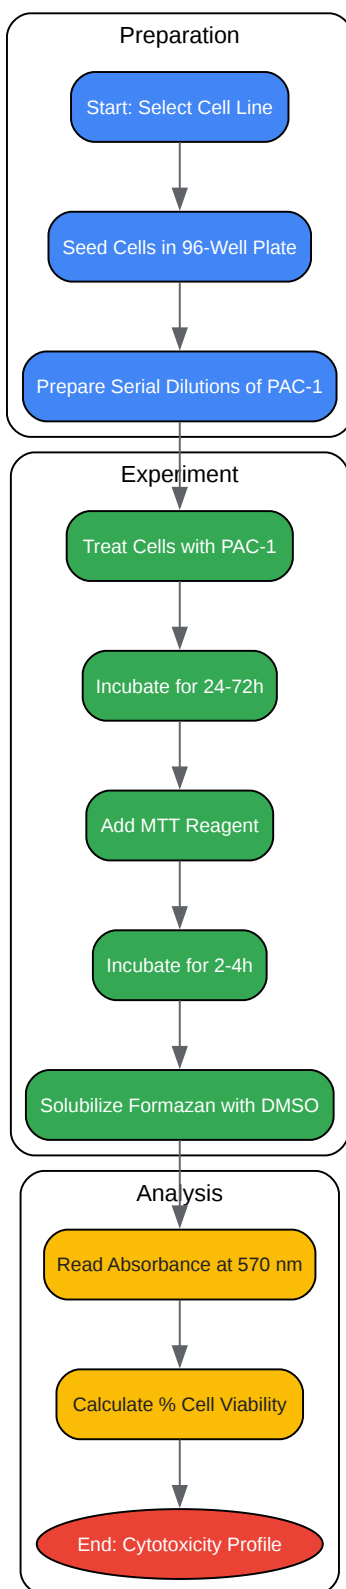 Preparation
Start: Select Cell Line
Seed Cells in 96-Well Plate
Prepare Serial Dilutions of PAC-1
Experiment
Treat Cells with PAC-1
Incubate for 24-72h
Add MTT Reagent
Incubate for 2-4h
Solubilize Formazan with DMSO
Analysis
Read Absorbance at 570 nm
Calculate % Cell Viability
End: Cytotoxicity Profile